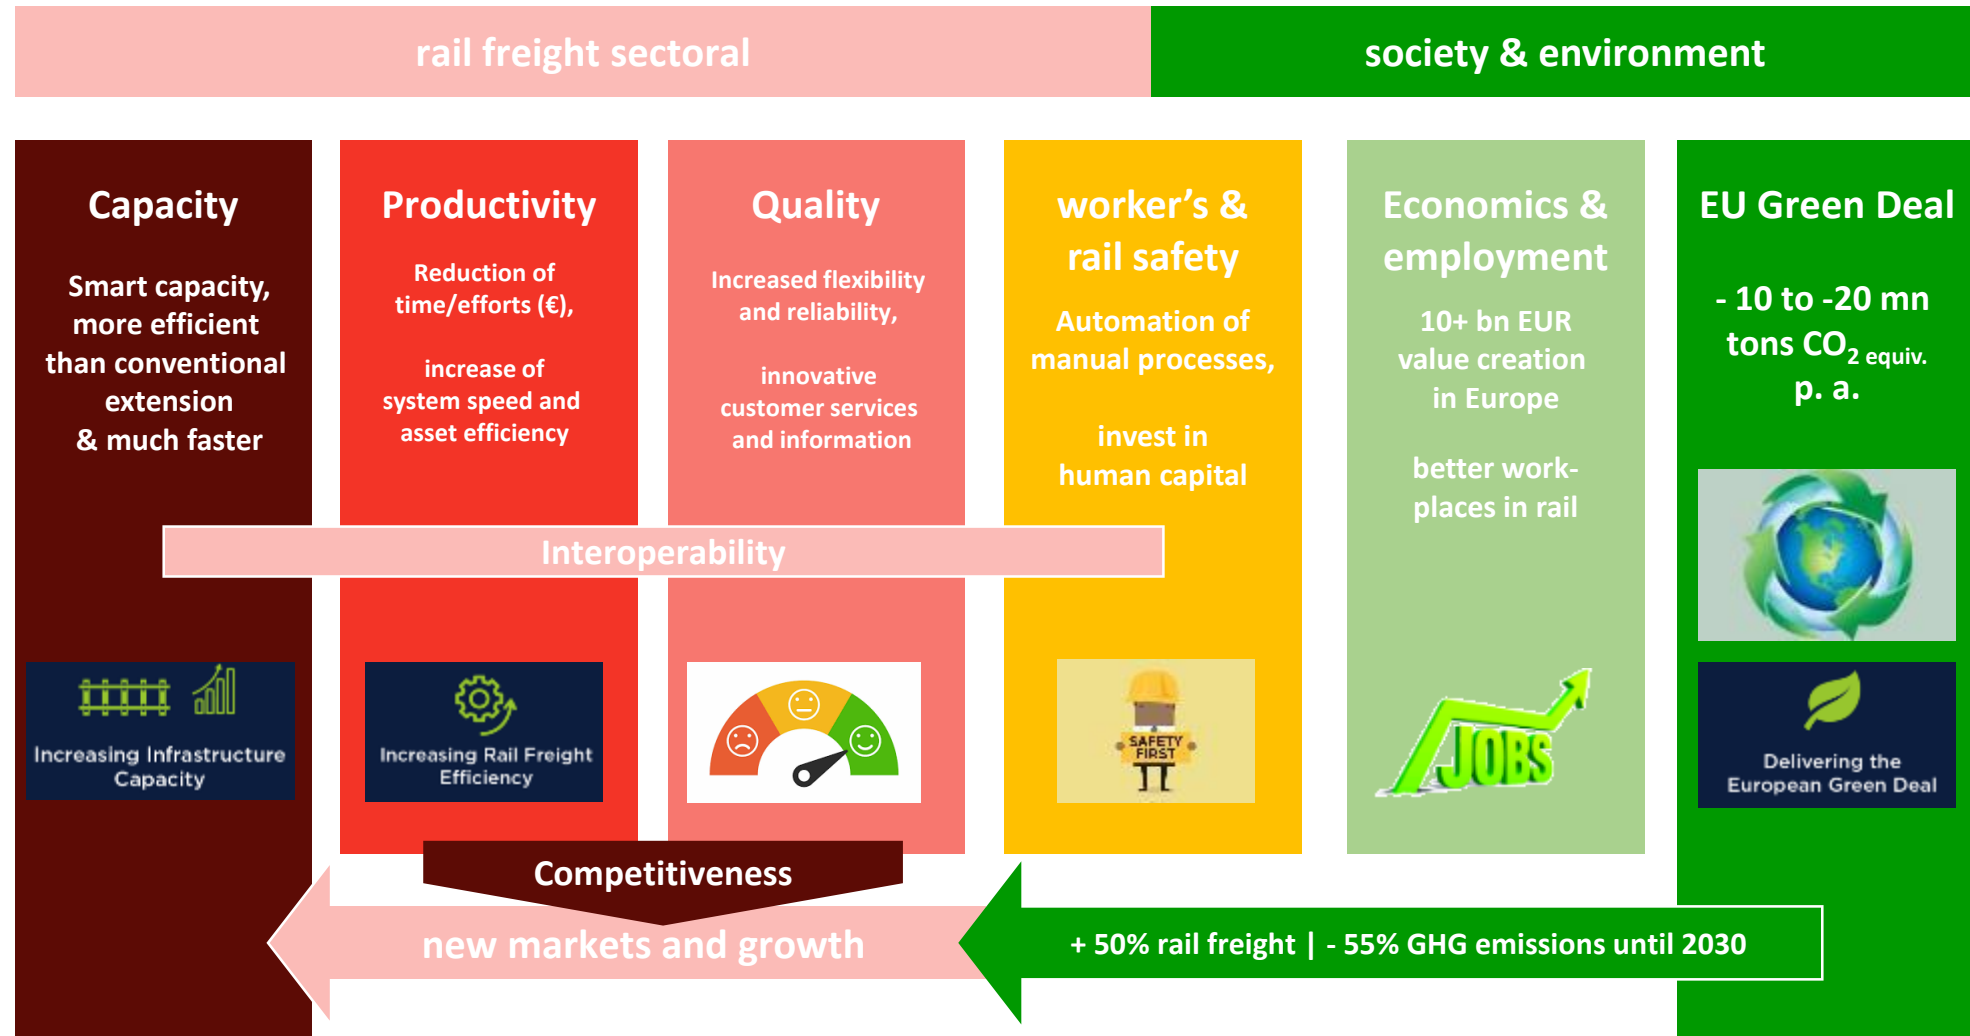 rail freight sectoral
society & environment
Capacity
Smart capacity,
more efficient
than conventional
extension
& much faster
Increasing Infrastructure
Capacity
Productivity
Reduction of
time/efforts (€),
increase of
system speed and
asset efficiency
Increasing Rail Freight
Efficiency
Quality
Increased flexibility
and reliability,
innovative
customer services
and information
worker’s &
rail safety
Automation of
manual processes,
invest in
human capital
SAFETY
FIRST
Economics &
employment
10+ bn EUR
value creation
in Europe
better work-
places in rail
JOBS
EU Green Deal
- 10 to -20 mn
tons CO₂ equiv.
p. a.
Delivering the
European Green Deal
Interoperability
Competitiveness
new markets and growth
+ 50% rail freight | - 55% GHG emissions until 2030